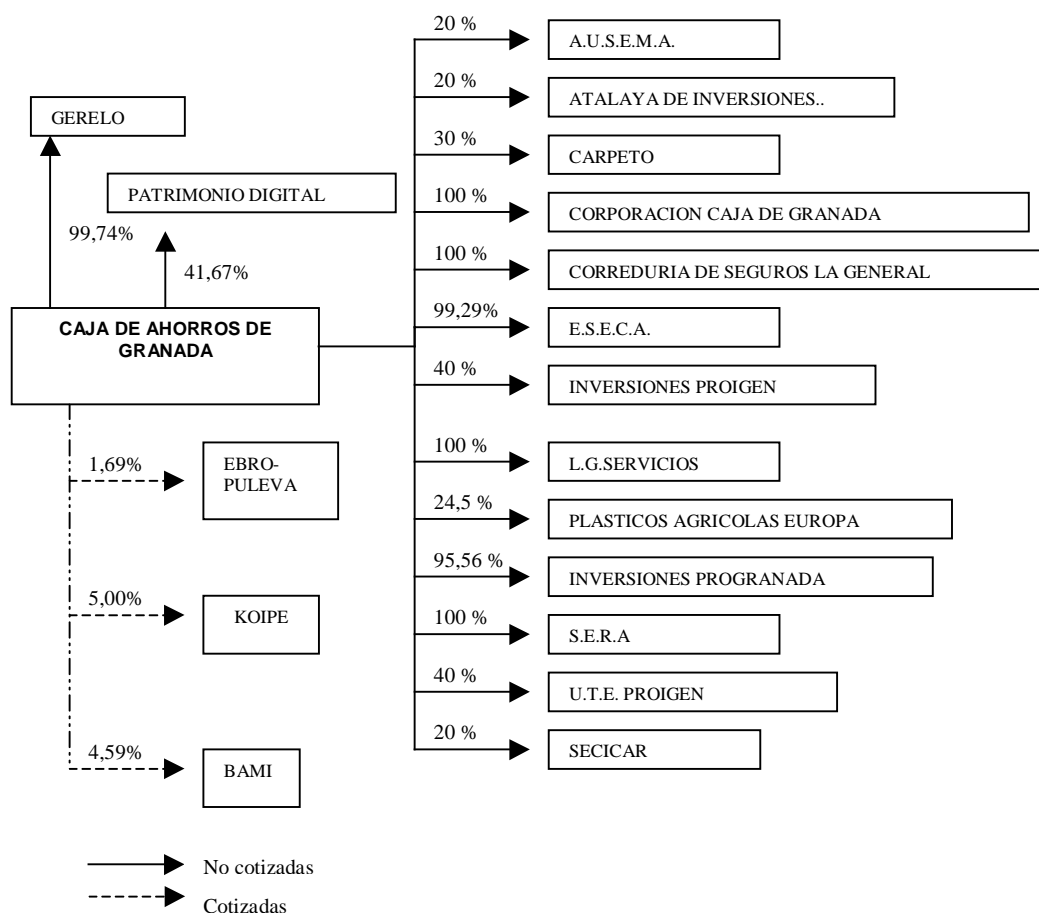 20 %
A.U.S.E.M.A.
20 %
ATALAYA DE INVERSIONES..
GERELO
30 %
CARPETO
PATRIMONIO DIGITAL
100 %
CORPORACION CAJA DE GRANADA
99,74%
41,67%
100 %
CORREDURIA DE SEGUROS LA GENERAL
CAJA DE AHORROS DE
GRANADA
99,29%
E.S.E.C.A.
40 %
INVERSIONES PROIGEN
1,69%
EBRO-
PULEVA
100 %
L.G.SERVICIOS
24,5 %
PLASTICOS AGRICOLAS EUROPA
95,56 %
INVERSIONES PROGRANADA
5,00%
KOIPE
100 %
S.E.R.A
40 %
U.T.E. PROIGEN
20 %
SECICAR
4,59%
BAMI
No cotizadas
Cotizadas